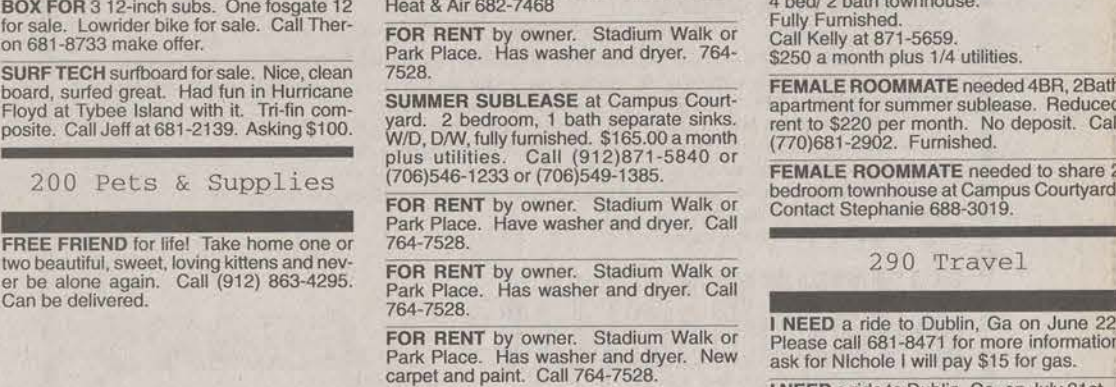 BOX FOR 3 12-inch subs. One fosgate 12
for sale. Lowrider bike for sale. Call Ther-
on 681-8733 make offer.
SURF TECH surfboard for sale. Nice, clean
board, surfed great. Had fun in Hurricane
Floyd at Tybee Island with it. Tri-fin com-
posite. Call Jeff at 681-2139. Asking $100.
200 Pets & Supplies
FREE FRIEND for life! Take home one or
two beautiful, sweet, loving kittens and nev-
er be alone again. Call (912) 863-4295.
Can be delivered.
Heat & Air 682-7468
FOR RENT by owner. Stadium Walk or
Park Place. Has washer and dryer. 764-
7528.
SUMMER SUBLEASE at Campus Court-
yard. 2 bedroom, 1 bath separate sinks.
W/D, D/W, fully furnished. $165.00 a month
plus utilities. Call (912)871-5840 or
(706)546-1233 or (706)549-1385.
FOR RENT by owner. Stadium Walk or
Park Place. Have washer and dryer. Call
764-7528.
FOR RENT by owner. Stadium Walk or
Park Place. Has washer and dryer. Call
764-7528.
FOR RENT by owner. Stadium Walk or
Park Place. Has washer and dryer. New
carpet and paint. Call 764-7528.
4 bed/ 2 bath townhouse.
Fully Furnished.
Call Kelly at 871-5659.
$250 a month plus 1/4 utilities.
FEMALE ROOMMATE needed 4BR, 2Bath
apartment for summer sublease. Reduced
rent to $220 per month. No deposit. Call
(770)681-2902. Furnished.
FEMALE ROOMMATE needed to share 2
bedroom townhouse at Campus Courtyard
Contact Stephanie 688-3019.
290 Travel
I NEED a ride to Dublin, Ga on June 22
Please call 681-8471 for more information
ask for NIchole I will pay $15 for gas.